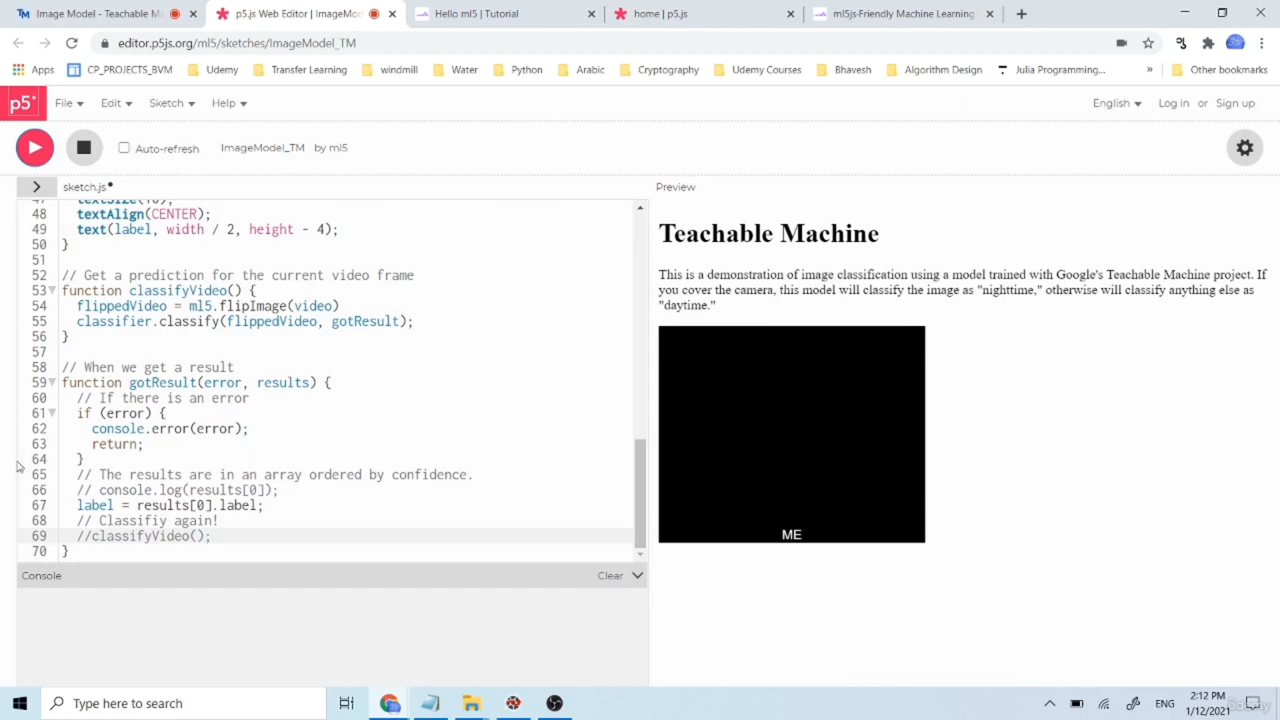 Image Model - Teachable M
p5.js Web Editor | ImageMod
Hello ml5 | Tutorial
home | p5.js
ml5js·Friendly Machine Learning
editor.p5js.org/ml5/sketches/ImageModel_TM
Apps
CP_PROJECTS_BVM
Udemy
Transfer Learning
windmill
Water
Python
Arabic
Cryptography
Udemy Courses
Bhavesh
Algorithm Design
Julia Programming...
Other bookmarks
p5*
File
Edit
Sketch
Help
English
Log in or Sign up
Auto-refresh
ImageModel_TM by ml5
sketch.js
Preview
48 textAlign(CENTER);
49 text(label, width / 2, height - 4);
50 }
51
52 // Get a prediction for the current video frame
53 function classifyVideo() {
54 flippedVideo = ml5.flipImage(video)
55 classifier.classify(flippedVideo, gotResult);
56 }
57
58 // When we get a result
59 function gotResult(error, results) {
60 // If there is an error
61 if (error) {
62 console.error(error);
63 return;
64 }
65 // The results are in an array ordered by confidence.
66 // console.log(results[0]);
67 label = results[0].label;
68 // Classifiy again!
69 //classifyVideo();
70 }
Console
Clear
Teachable Machine
This is a demonstration of image classification using a model trained with Google's Teachable Machine project. If
you cover the camera, this model will classify the image as "nighttime," otherwise will classify anything else as
"daytime."
ME
Type here to search
ENG
2:12 PM
1/12/2021
Udemy